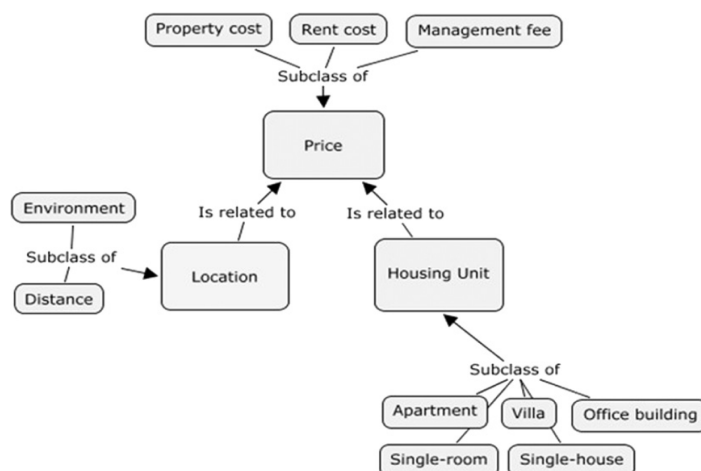 Property cost
Rent cost
Management fee
Subclass of
Price
Is related to
Is related to
Environment
Subclass of
Distance
Location
Housing Unit
Subclass of
Apartment
Villa
Office building
Single-room
Single-house